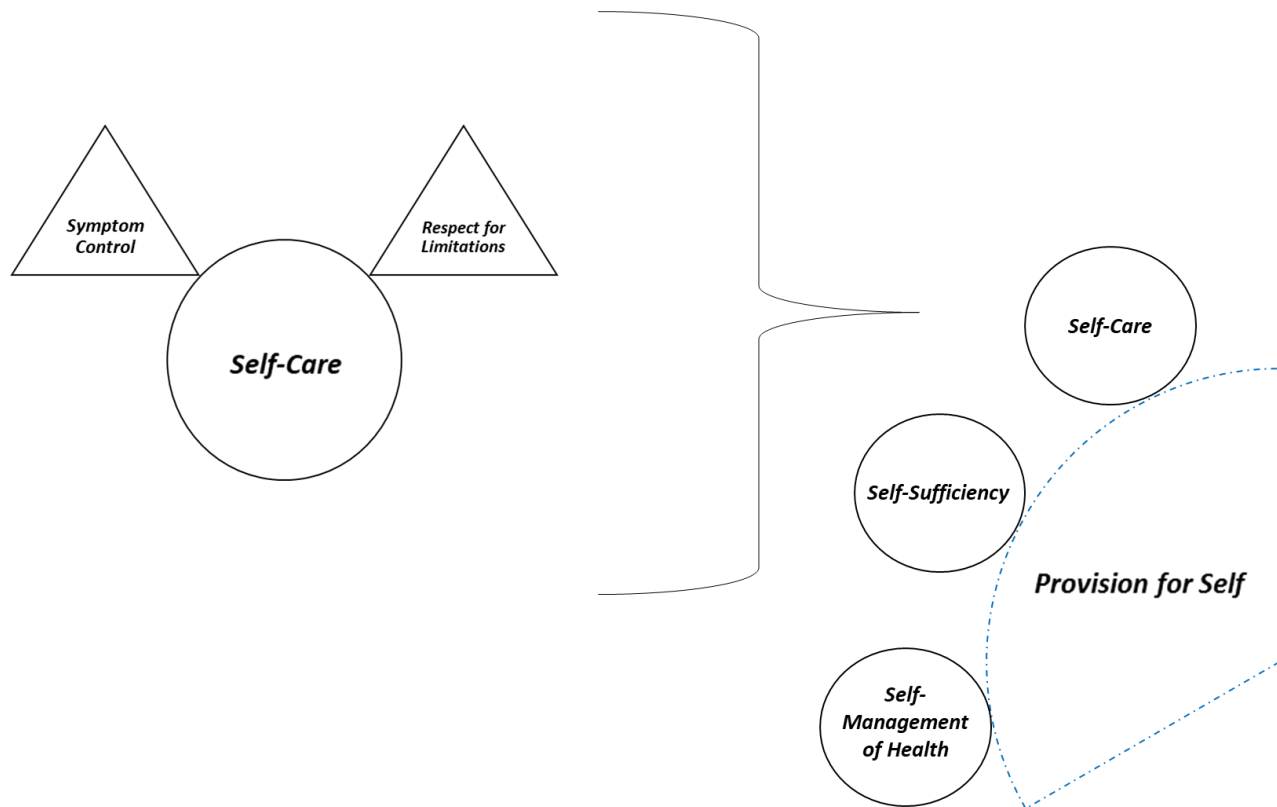 Symptom
Control
Respect for
Limitations
Self-Care
Self-Care
Self-Sufficiency
Provision for Self
Self-
Management
of Health